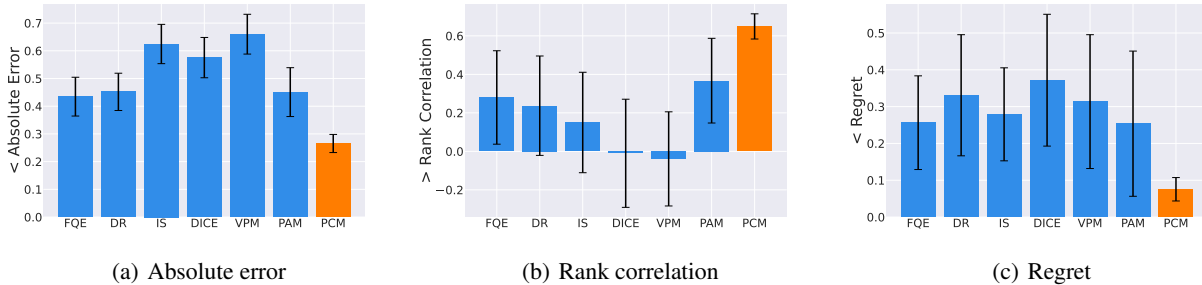 < Absolute Error
0.7
0.6
0.5
0.4
0.3
0.2
0.1
0.0
FQE DR IS DICE VPM PAM PCM
(a) Absolute error
> Rank Correlation
0.6
0.4
0.2
0.0
−0.2
FQE DR IS DICE VPM PAM PCM
(b) Rank correlation
< Regret
0.5
0.4
0.3
0.2
0.1
0.0
FQE DR IS DICE VPM PAM PCM
(c) Regret